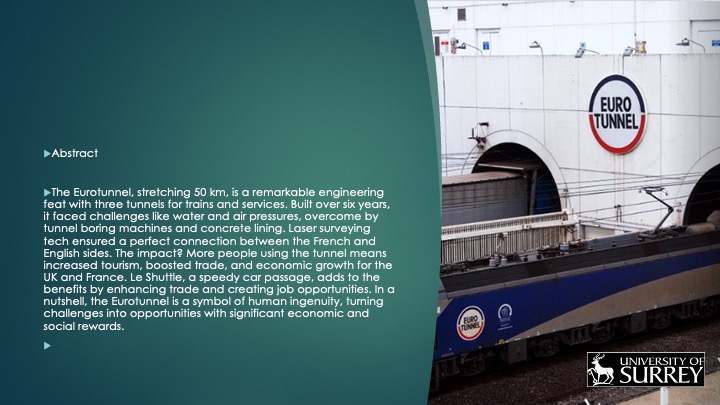 Abstract
The Eurotunnel, stretching 50 km, is a remarkable engineering
feat with three tunnels for trains and services. Built over six years,
it faced challenges like water and air pressures, overcome by
tunnel boring machines and concrete lining. Laser surveying
tech ensured a perfect connection between the French and
English sides. The impact? More people using the tunnel means
increased tourism, boosted trade, and economic growth for the
UK and France. Le Shuttle, a speedy car passage, adds to the
benefits by enhancing trade and creating job opportunities. In a
nutshell, the Eurotunnel is a symbol of human ingenuity, turning
challenges into opportunities with significant economic and
social rewards.
EURO
TUNNEL
EURO
TUNNEL
UNIVERSITY OF
SURREY